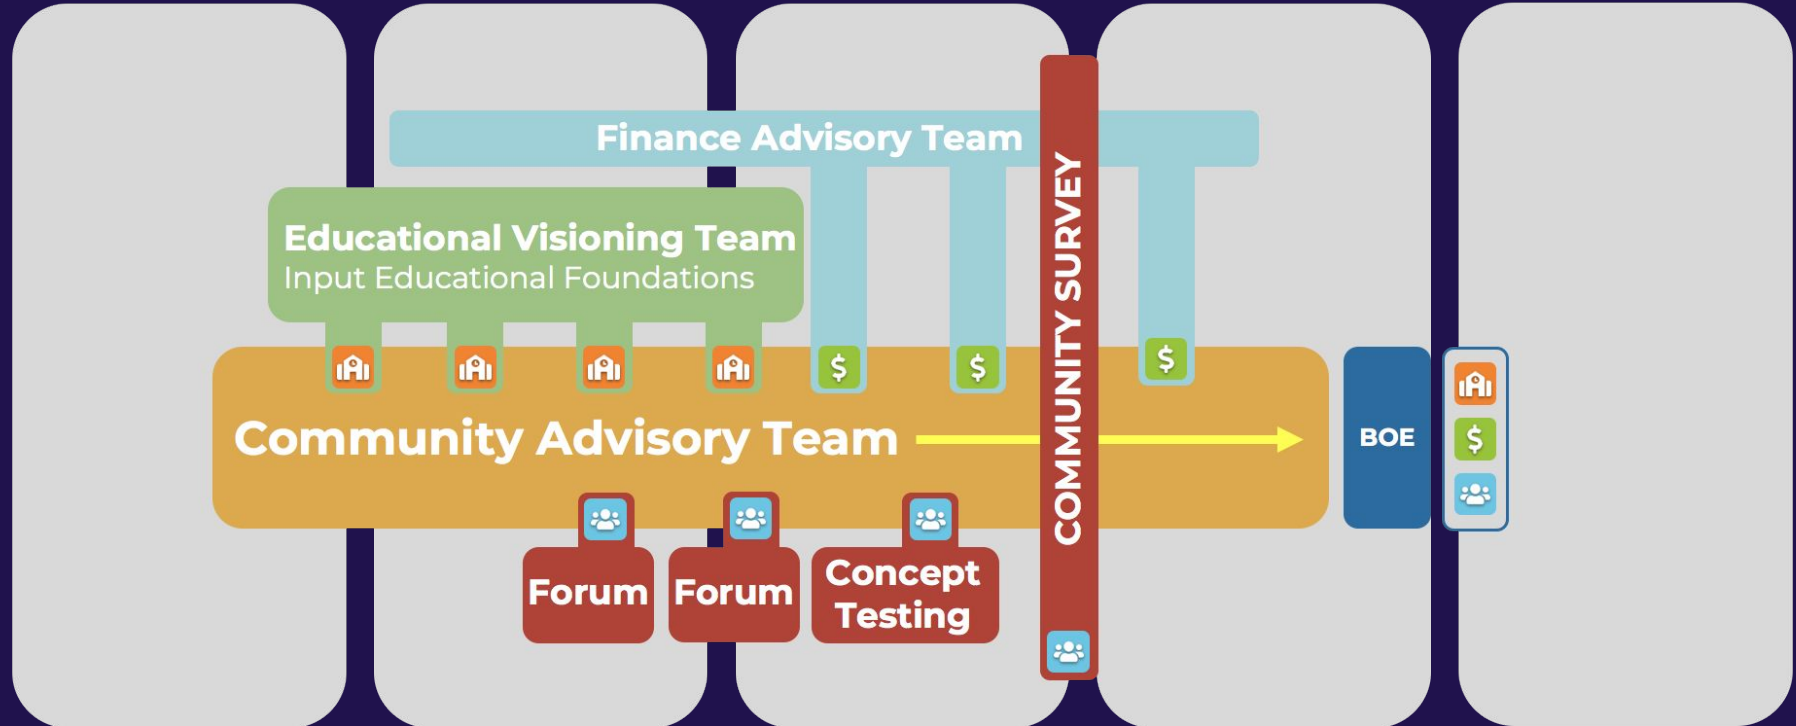 Finance Advisory Team
Educational Visioning Team
Input Educational Foundations
COMMUNITY SURVEY
$
$
$
Community Advisory Team
BOE
$
Forum
Forum
Concept
Testing